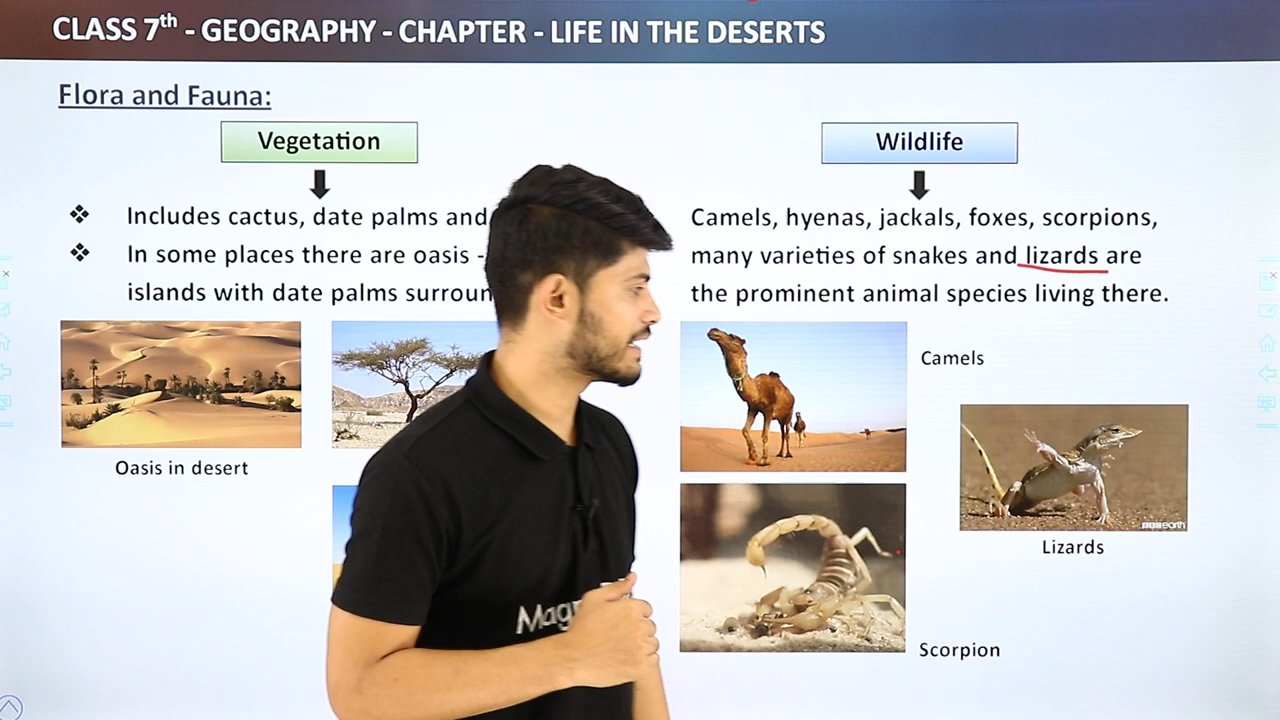 CLASS 7th - GEOGRAPHY - CHAPTER - LIFE IN THE DESERTS
Flora and Fauna:
Vegetation
❖ Includes cactus, date palms and
❖ In some places there are oasis -
islands with date palms
Oasis in desert
Wildlife
Camels, hyenas, jackals, foxes, scorpions,
many varieties of snakes and lizards are
the prominent animal species living there.
Camels
Lizards
Scorpion
BBC earth